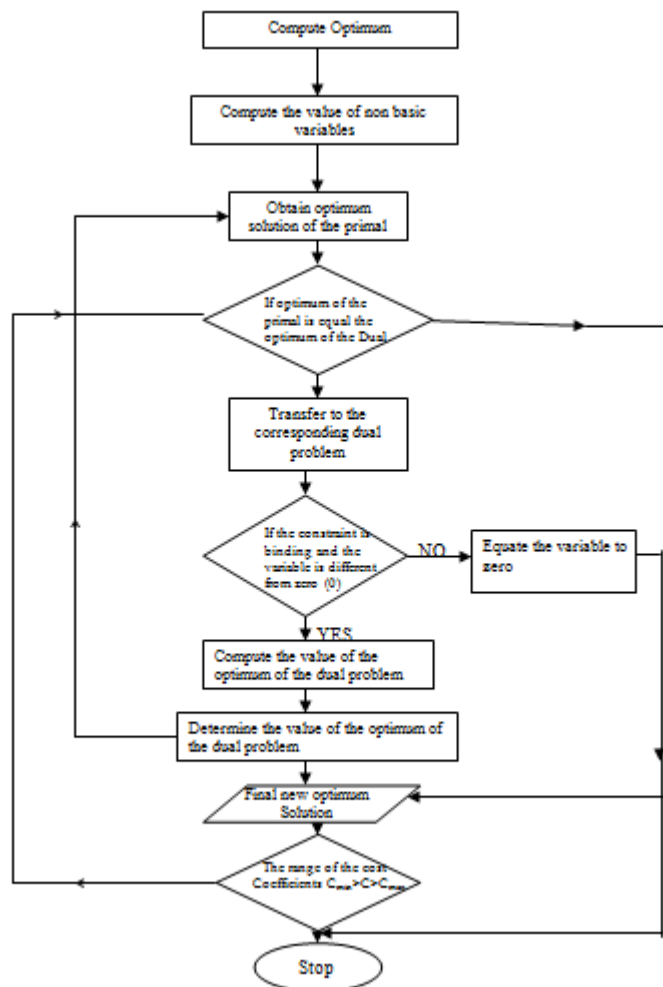 Compute Optimum
Compute the value of non basic
variables
Obtain optimum
solution of the primal
If optimum of the
primal is equal the
optimum of the Dual
Transfer to the
corresponding dual
problem
If the constraint is
binding and the
variable is different
from zero (0)
NO
Equate the variable to
zero
YES
Compute the value of the
optimum of the dual problem
Determine the value of the optimum of
the dual problem
Final new optimum
Solution
The range of the cost
Coefficients Cmin>C>Cmax
Stop